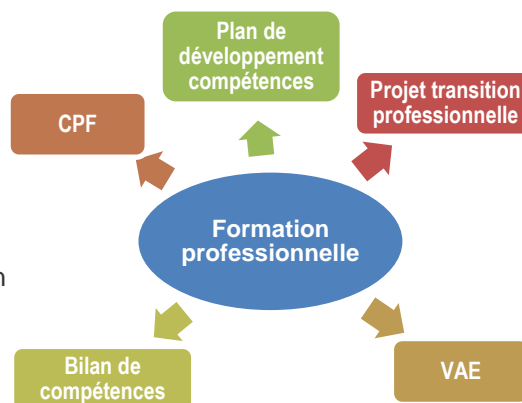 Plan de
développement
compétences
Projet transition
professionnelle
CPF
Formation
professionnelle
n
Bilan de
compétences
VAE